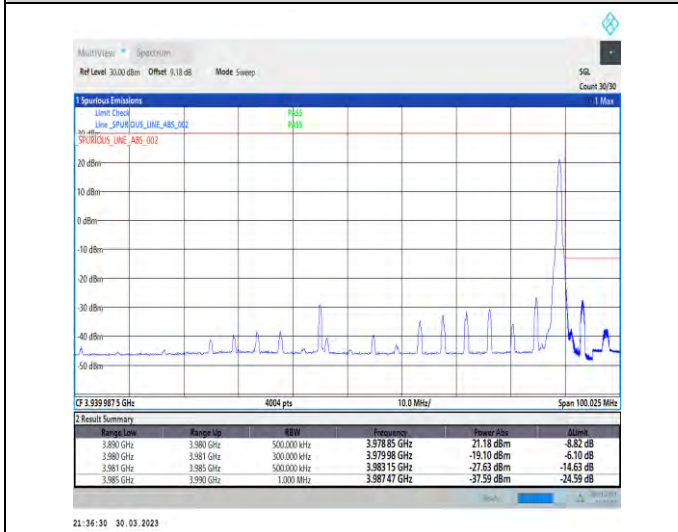 MultiView Spectrum
Ref Level 30.00 dBm Offset 9.18 dB Mode Sweep SGL
Count 30/30
1 Spurious Emissions 1 Max
Limit Check PASS
Line _SPURIOUS_LINE_ABS_002 PASS
_SPURIOUS_LINE_ABS_002
20 dBm
10 dBm
0 dBm
-10 dBm
-20 dBm
-30 dBm
-40 dBm
-50 dBm
CF 3.939 987 5 GHz 4004 pts 10.0 MHz/ Span 100.025 MHz
2 Result Summary
Range Low Range Up RBW Frequency Power Abs ΔLimit
3.890 GHz 3.980 GHz 500.000 kHz 3.978 85 GHz 21.18 dBm -8.82 dB
3.980 GHz 3.981 GHz 300.000 kHz 3.979 98 GHz -19.10 dBm -6.10 dB
3.981 GHz 3.985 GHz 500.000 kHz 3.983 15 GHz -27.63 dBm -14.63 dB
3.985 GHz 3.990 GHz 1.000 MHz 3.987 47 GHz -37.59 dBm -24.59 dB
21:36:30 30.03.2023